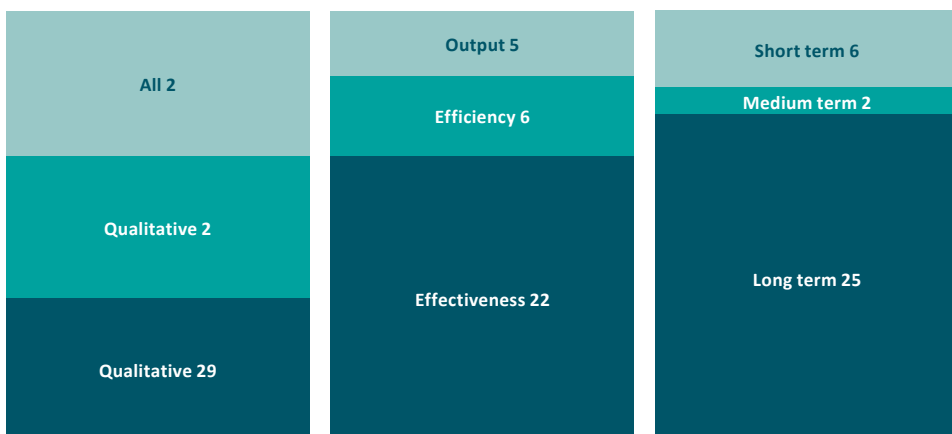 All 2
Qualitative 2
Qualitative 29
Output 5
Efficiency 6
Effectiveness 22
Short term 6
Medium term 2
Long term 25